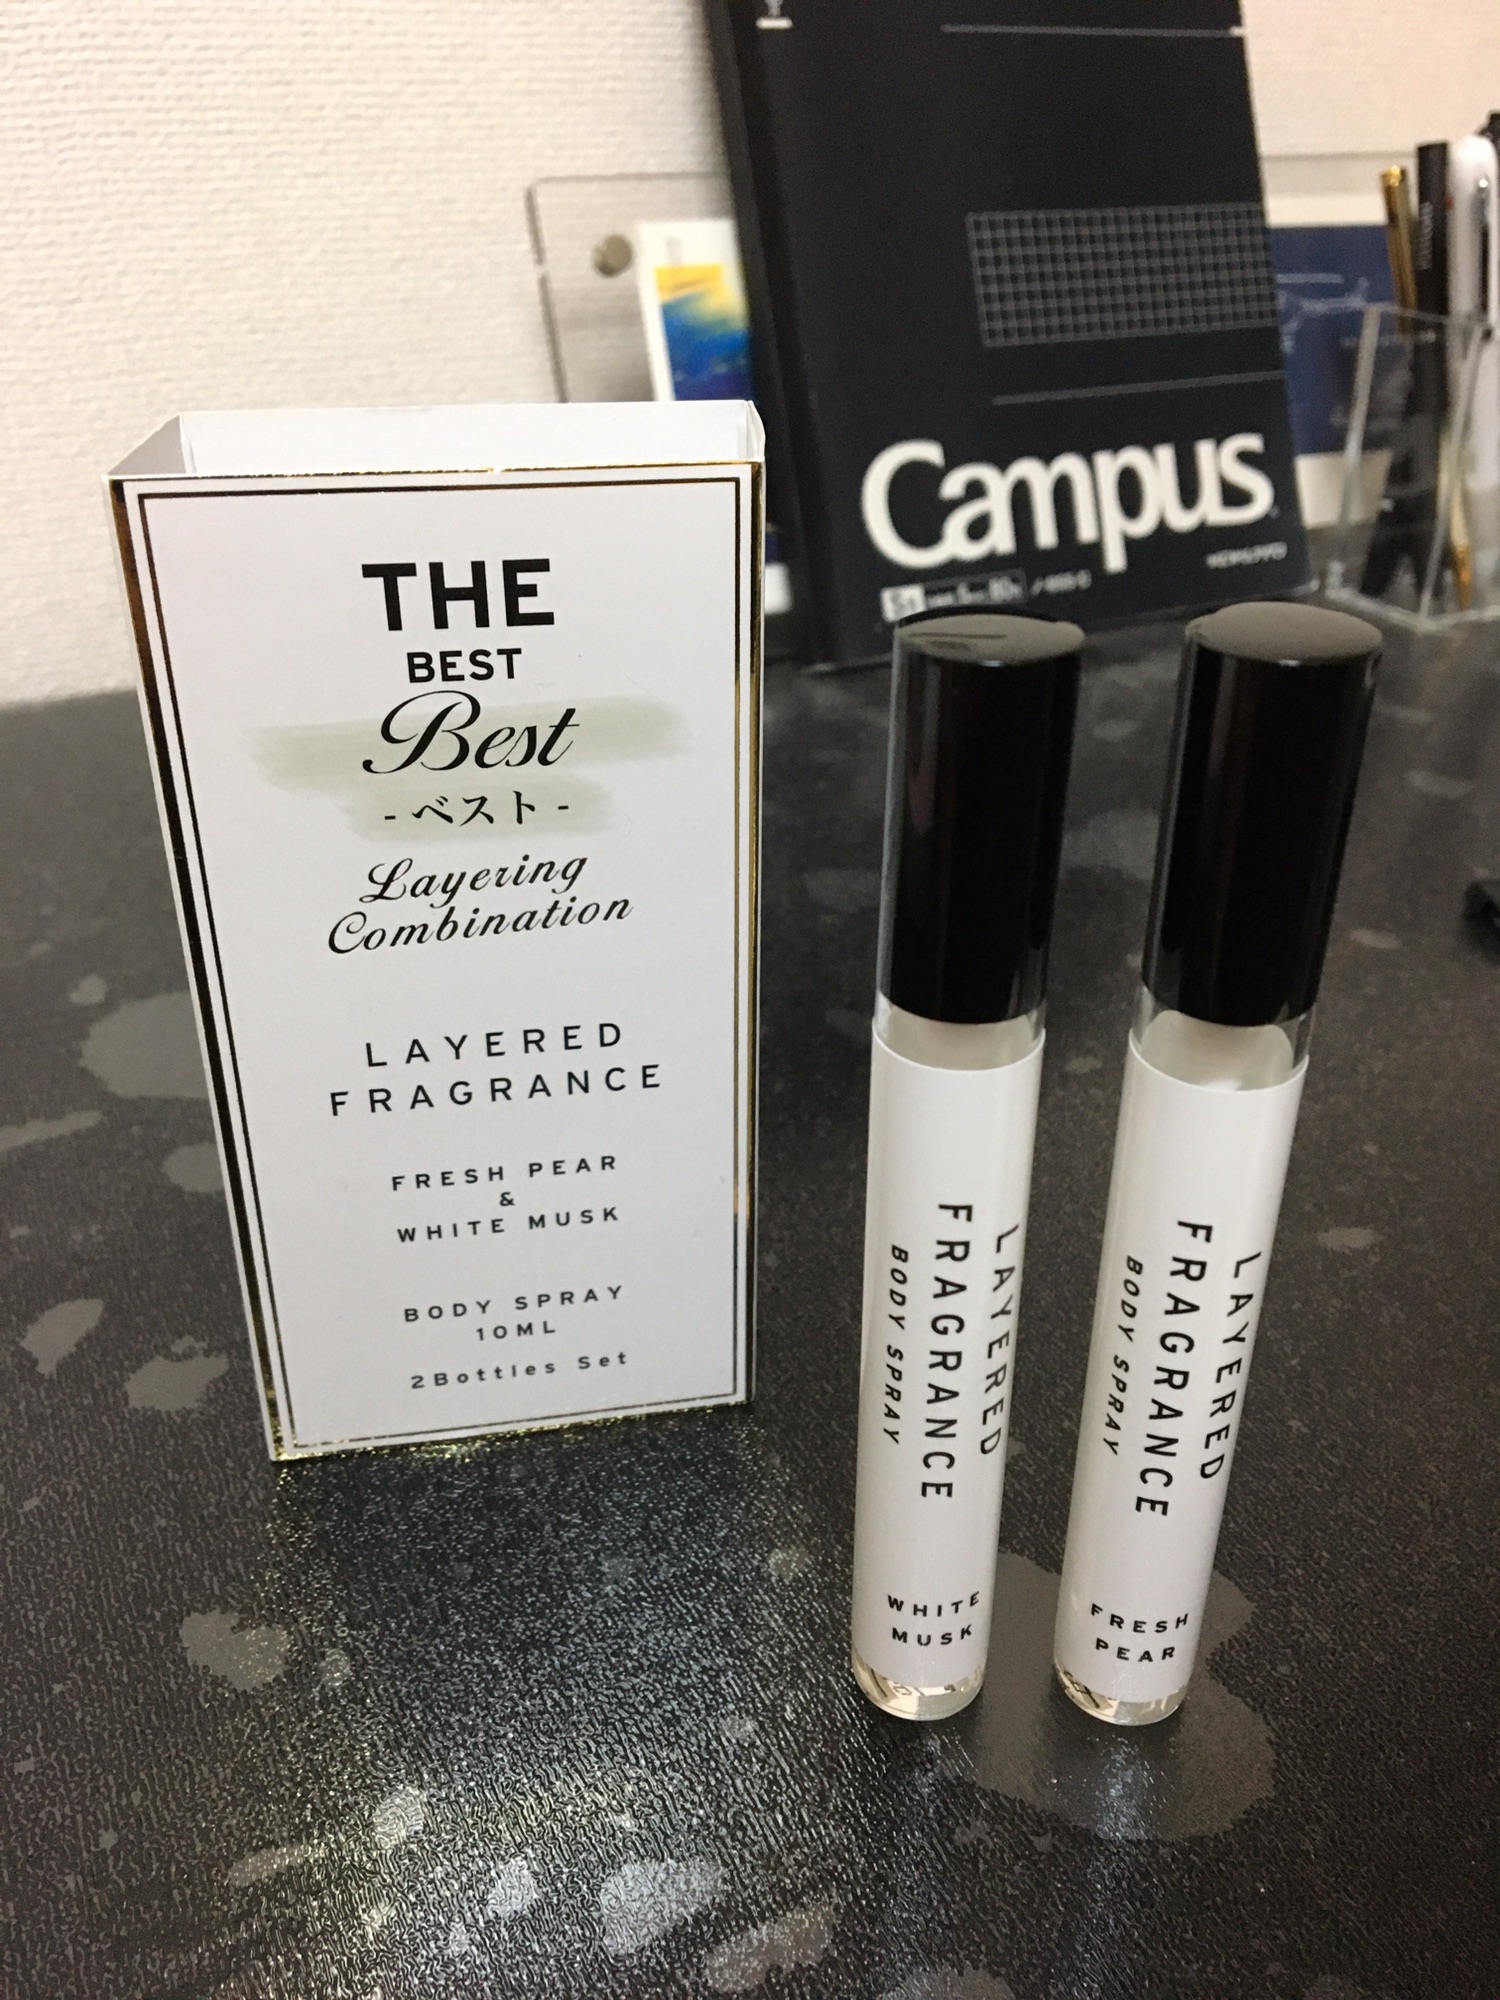 THE
BEST
Best
- ベスト -
Layering
Combination
LAYERED
FRAGRANCE
FRESH PEAR
&
WHITE MUSK
BODY SPRAY
10ML
2Bottles Set
Campus
KOKUYO
LAYERED
FRAGRANCE
BODY SPRAY
WHITE
MUSK
LAYERED
FRAGRANCE
BODY SPRAY
FRESH
PEAR